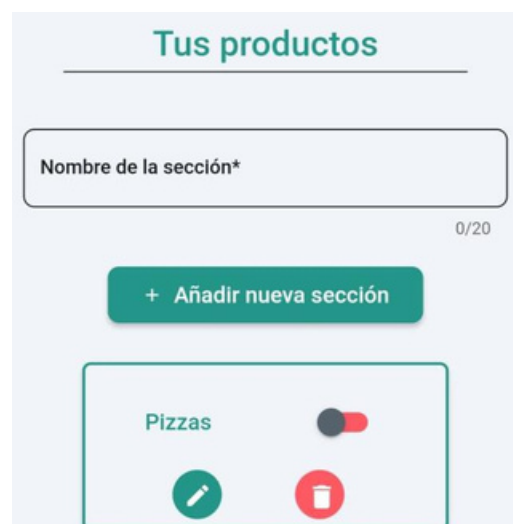 Tus productos
Nombre de la sección*
0/20
+ Añadir nueva sección
Pizzas